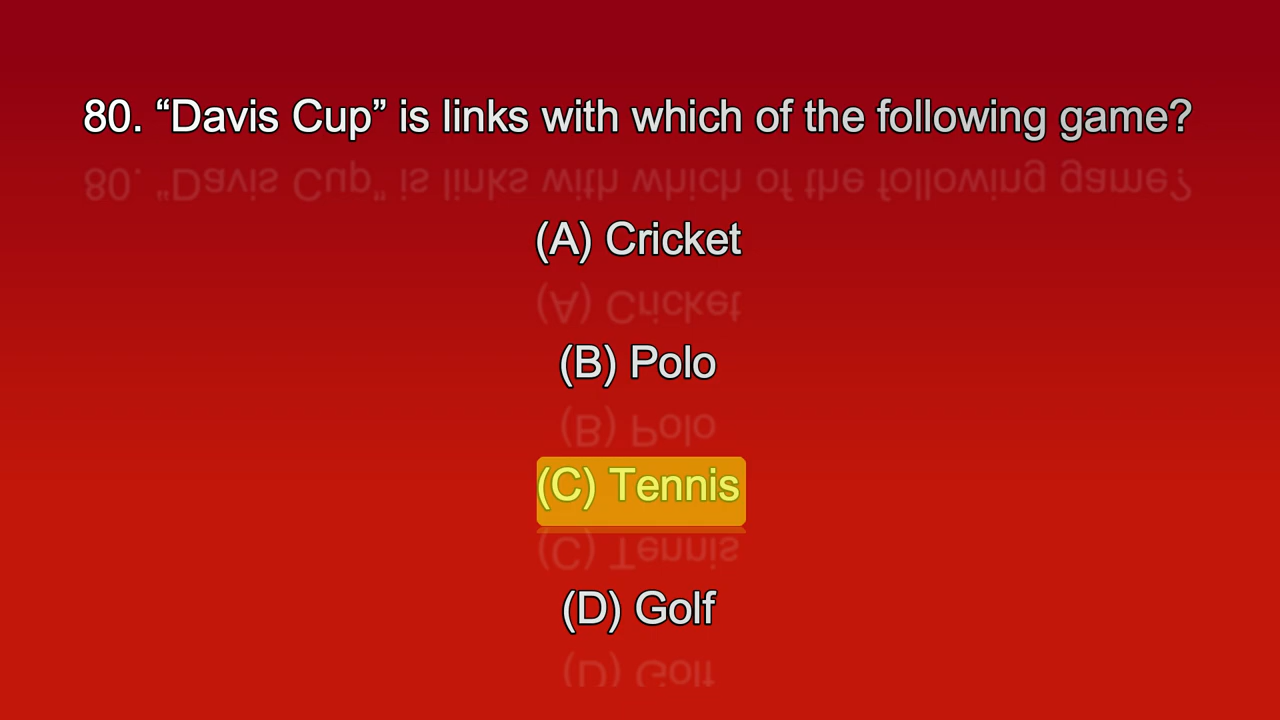 80. “Davis Cup” is links with which of the following game?
(A) Cricket
(B) Polo
(C) Tennis
(D) Golf